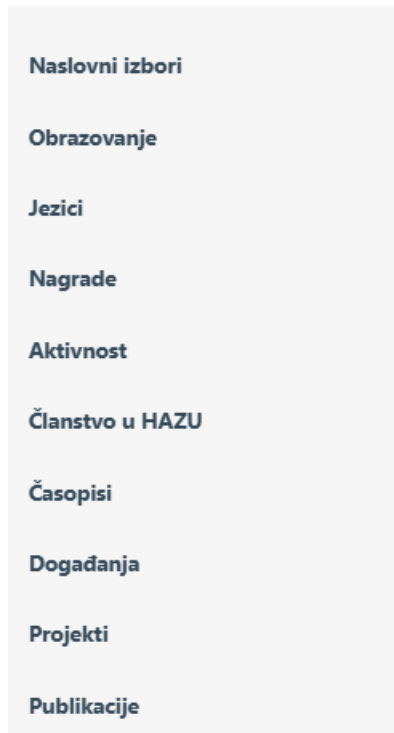 Naslovni izbori
Obrazovanje
Jezici
Nagrade
Aktivnost
Članstvo u HAZU
Časopisi
Događanja
Projekti
Publikacije